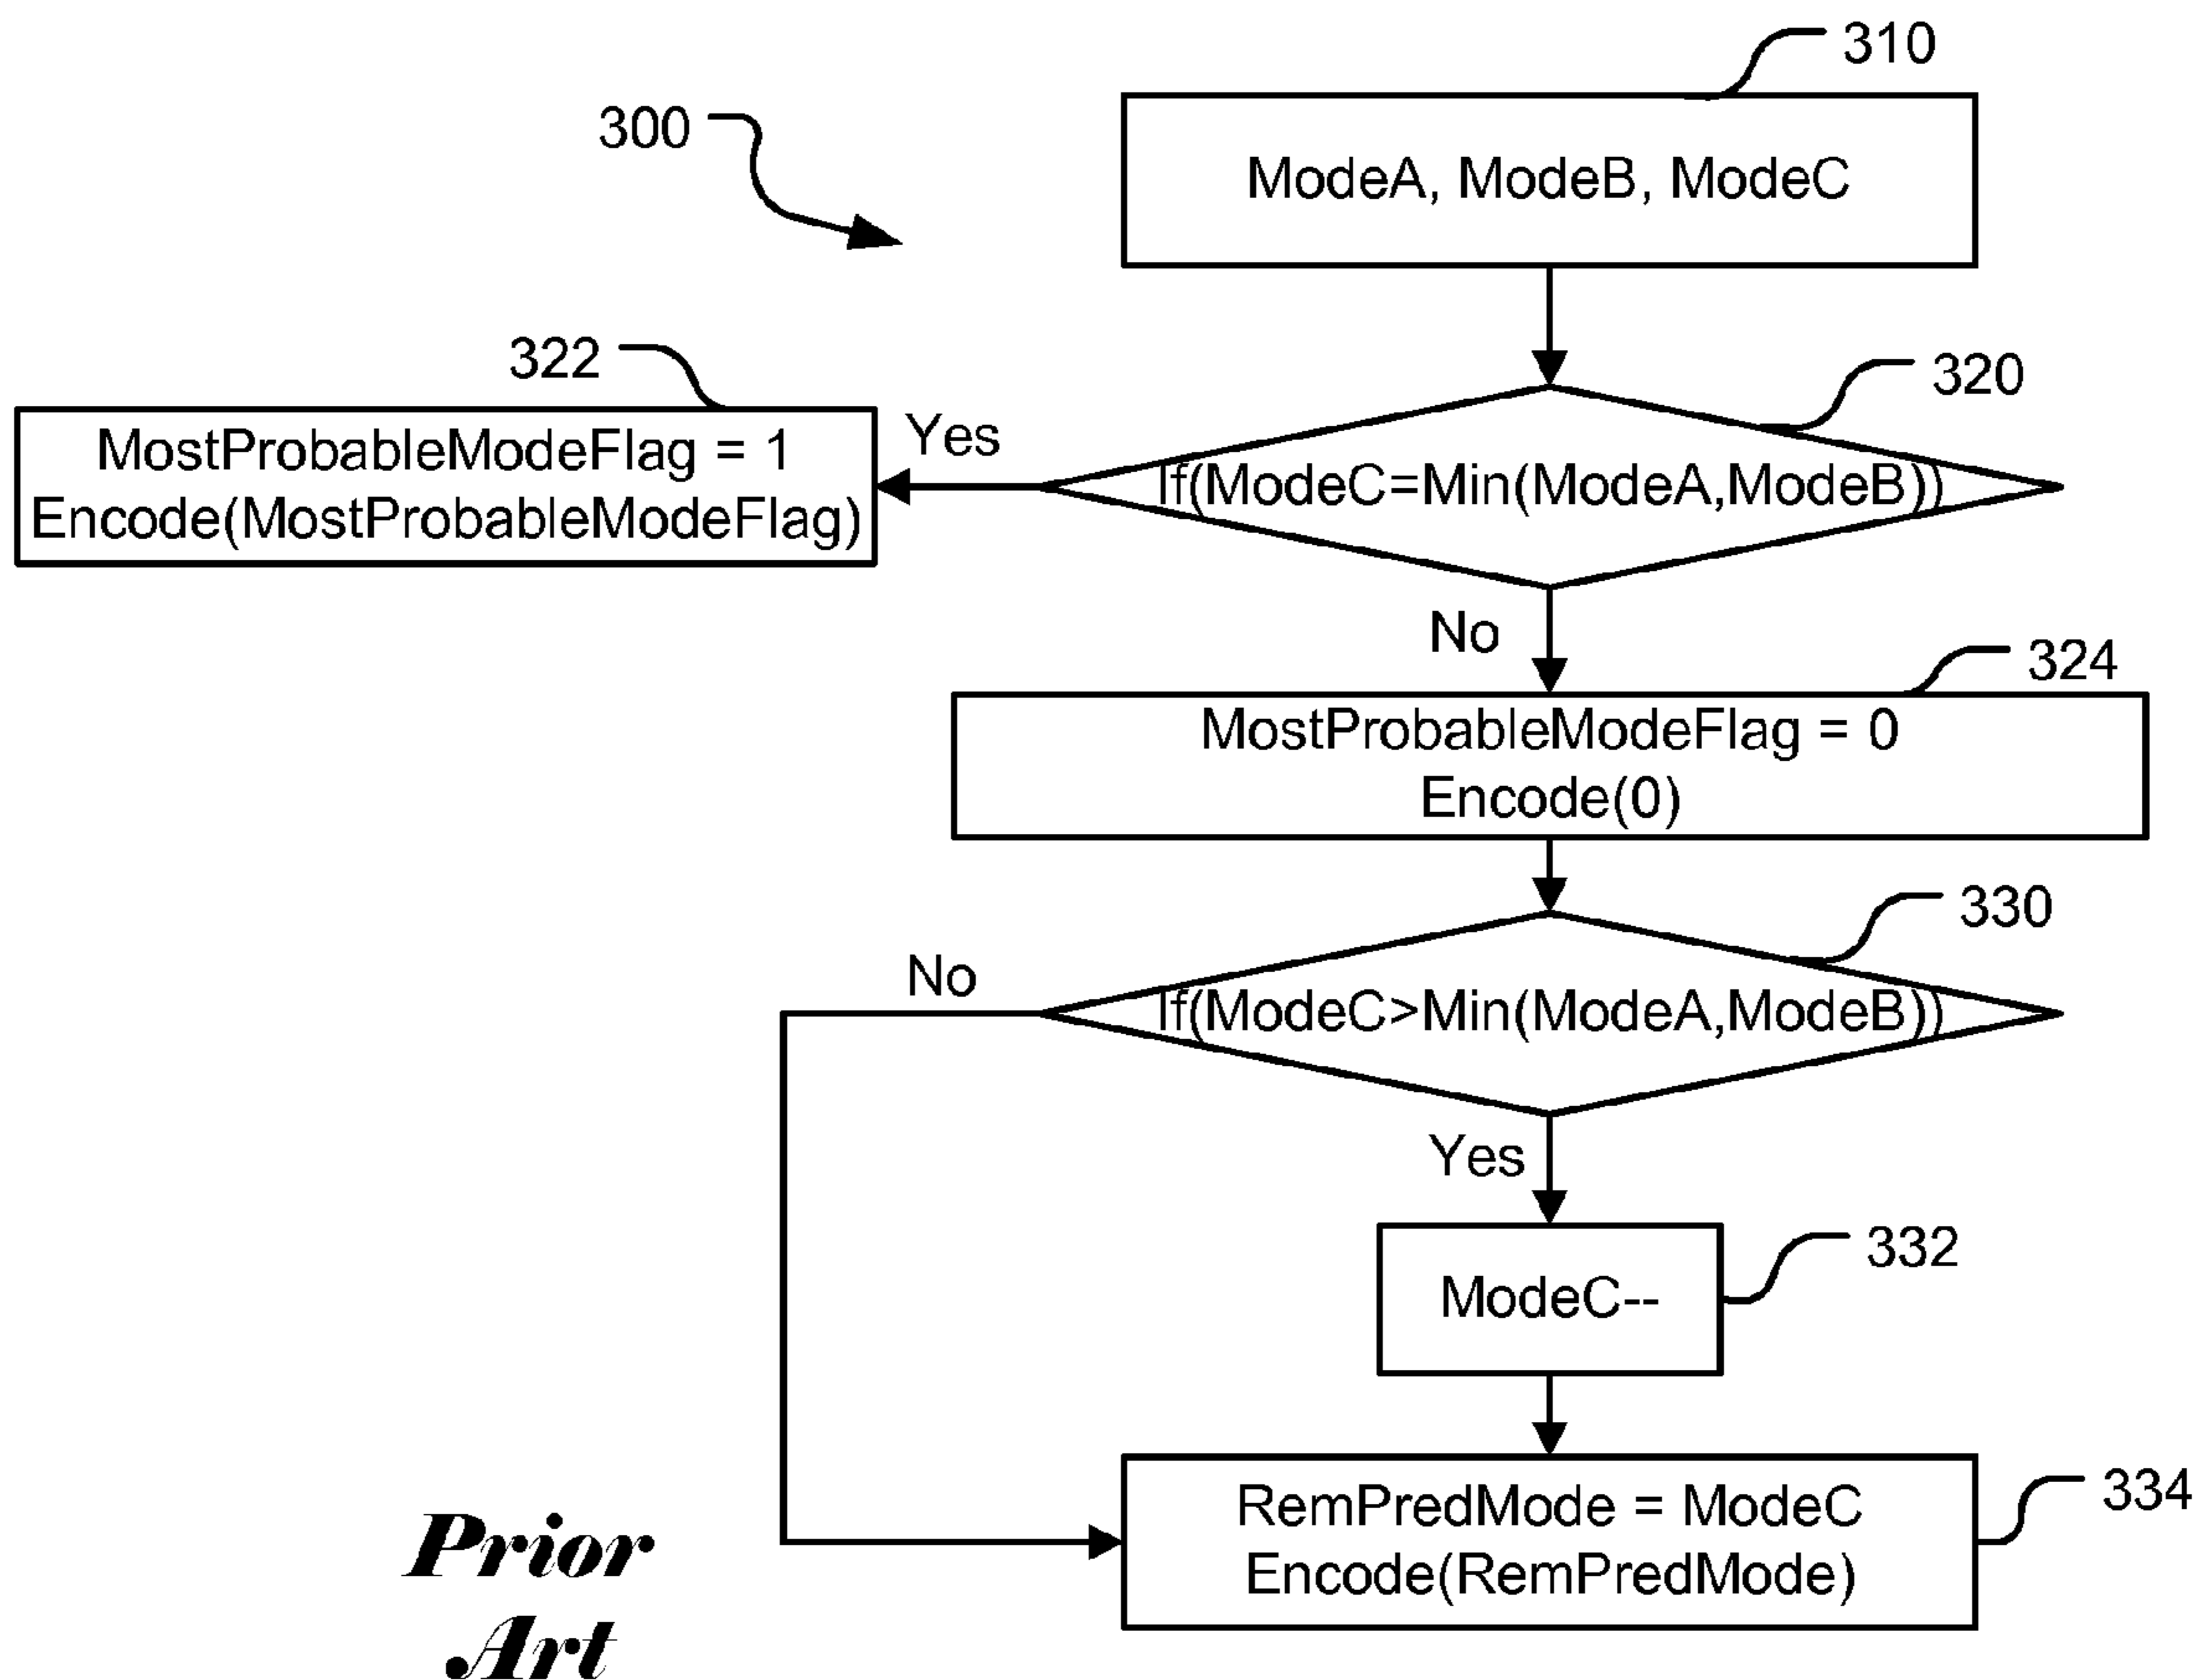 310
300
ModeA, ModeB, ModeC
322
320
MostProbableModeFlag = 1
Encode(MostProbableModeFlag)
Yes
If(ModeC=Min(ModeA,ModeB))
No
324
MostProbableModeFlag = 0
Encode(0)
330
No
If(ModeC>Min(ModeA,ModeB))
Yes
332
ModeC--
334
RemPredMode = ModeC
Encode(RemPredMode)
Prior
Art